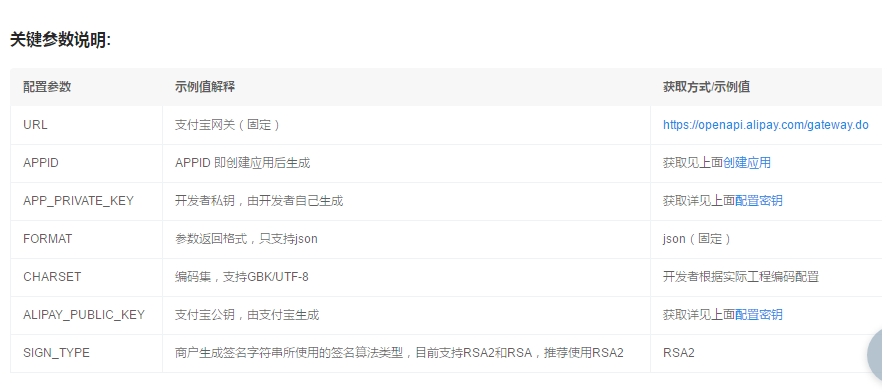 关键参数说明:
配置参数 示例值解释 获取方式/示例值
URL 支付宝网关（固定） https://openapi.alipay.com/gateway.do
APPID APPID 即创建应用后生成 获取见上面创建应用
APP_PRIVATE_KEY 开发者私钥，由开发者自己生成 获取详见上面配置密钥
FORMAT 参数返回格式，只支持json json（固定）
CHARSET 编码集，支持GBK/UTF-8 开发者根据实际工程编码配置
ALIPAY_PUBLIC_KEY 支付宝公钥，由支付宝生成 获取详见上面配置密钥
SIGN_TYPE 商户生成签名字符串所使用的签名算法类型，目前支持RSA2和RSA，推荐使用RSA2 RSA2